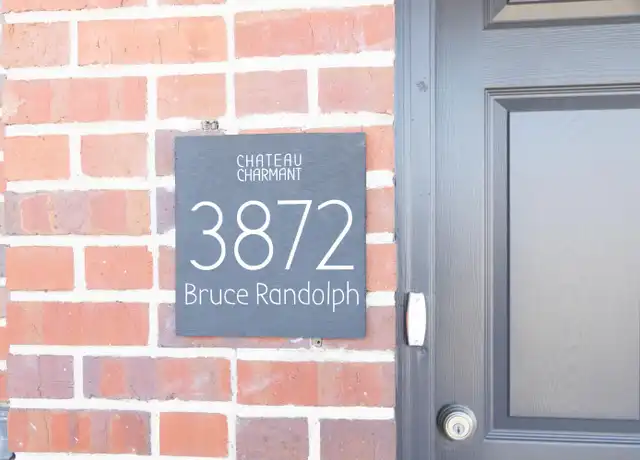 CHATEAU
CHARMANT
3872
Bruce Randolph